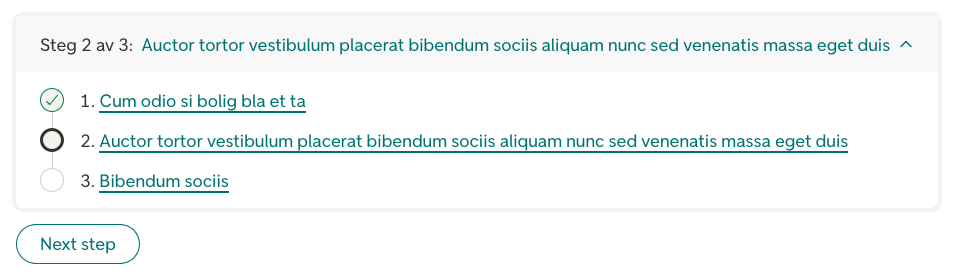 Steg 2 av 3: Auctor tortor vestibulum placerat bibendum sociis aliquam nunc sed venenatis massa eget duis
1. Cum odio si bolig bla et ta
2. Auctor tortor vestibulum placerat bibendum sociis aliquam nunc sed venenatis massa eget duis
3. Bibendum sociis
Next step